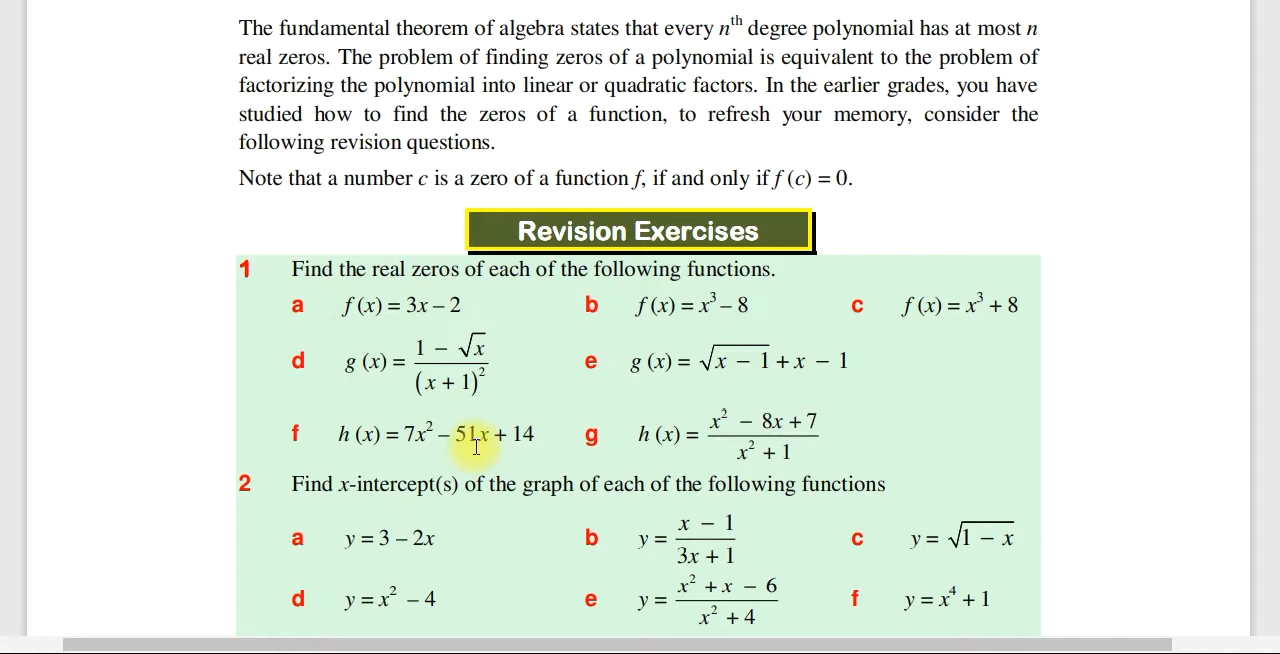 The fundamental theorem of algebra states that every nᵗʰ degree polynomial has at most n
real zeros. The problem of finding zeros of a polynomial is equivalent to the problem of
factorizing the polynomial into linear or quadratic factors. In the earlier grades, you have
studied how to find the zeros of a function, to refresh your memory, consider the
following revision questions.
Note that a number c is a zero of a function f, if and only if f (c) = 0.
Revision Exercises
1 Find the real zeros of each of the following functions.
a f (x) = 3x – 2 b f (x) = x³ – 8 c f (x) = x³ + 8
d g (x) = (1 − √x)/(x + 1)² e g (x) = √(x − 1) + x − 1
f h (x) = 7x² – 51x + 14 g h (x) = (x² − 8x + 7)/(x² + 1)
2 Find x-intercept(s) of the graph of each of the following functions
a y = 3 – 2x b y = (x − 1)/(3x + 1) c y = √(1 − x)
d y = x² – 4 e y = (x² + x − 6)/(x² + 4) f y = x⁴ + 1